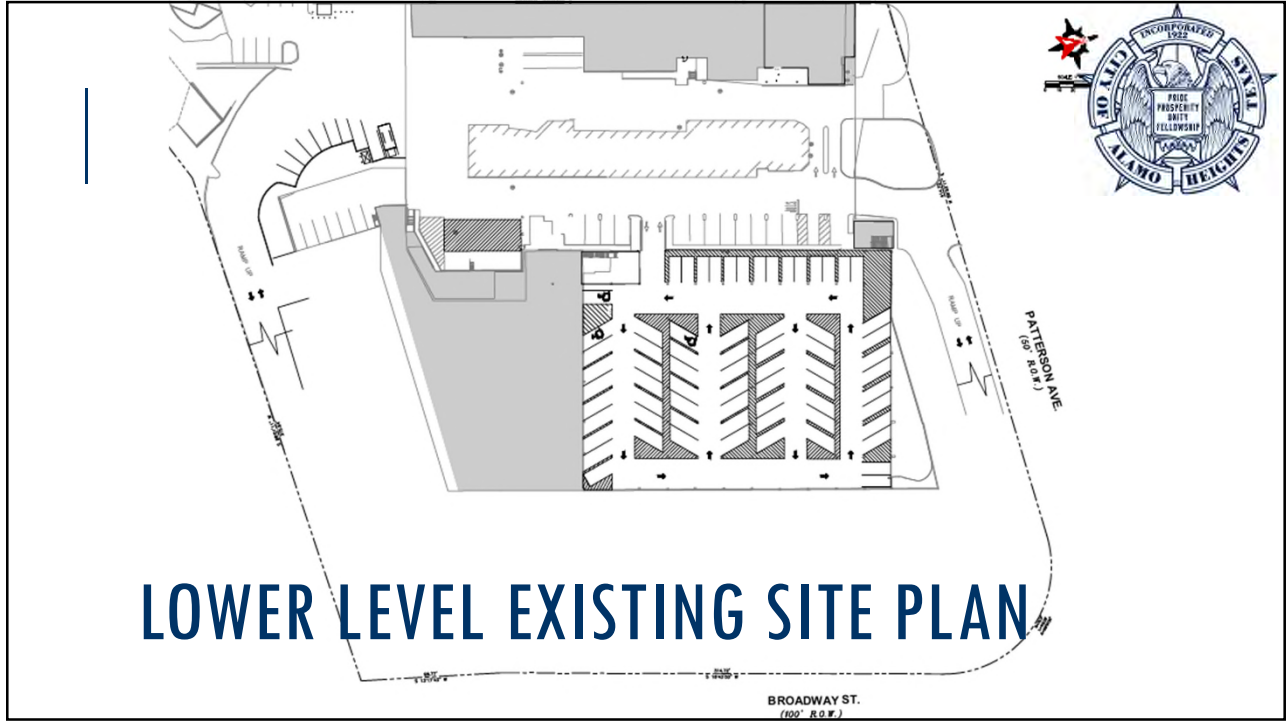 INCORPORATED
1922
CITY OF
TEXAS
PRIDE
PROSPERITY
UNITY
FELLOWSHIP
ALAMO HEIGHTS
RAMP UP
RAMP UP
PATTERSON AVE.
(50' R.O.W.)
LOWER LEVEL EXISTING SITE PLAN
BROADWAY ST.
(100' R.O.W.)